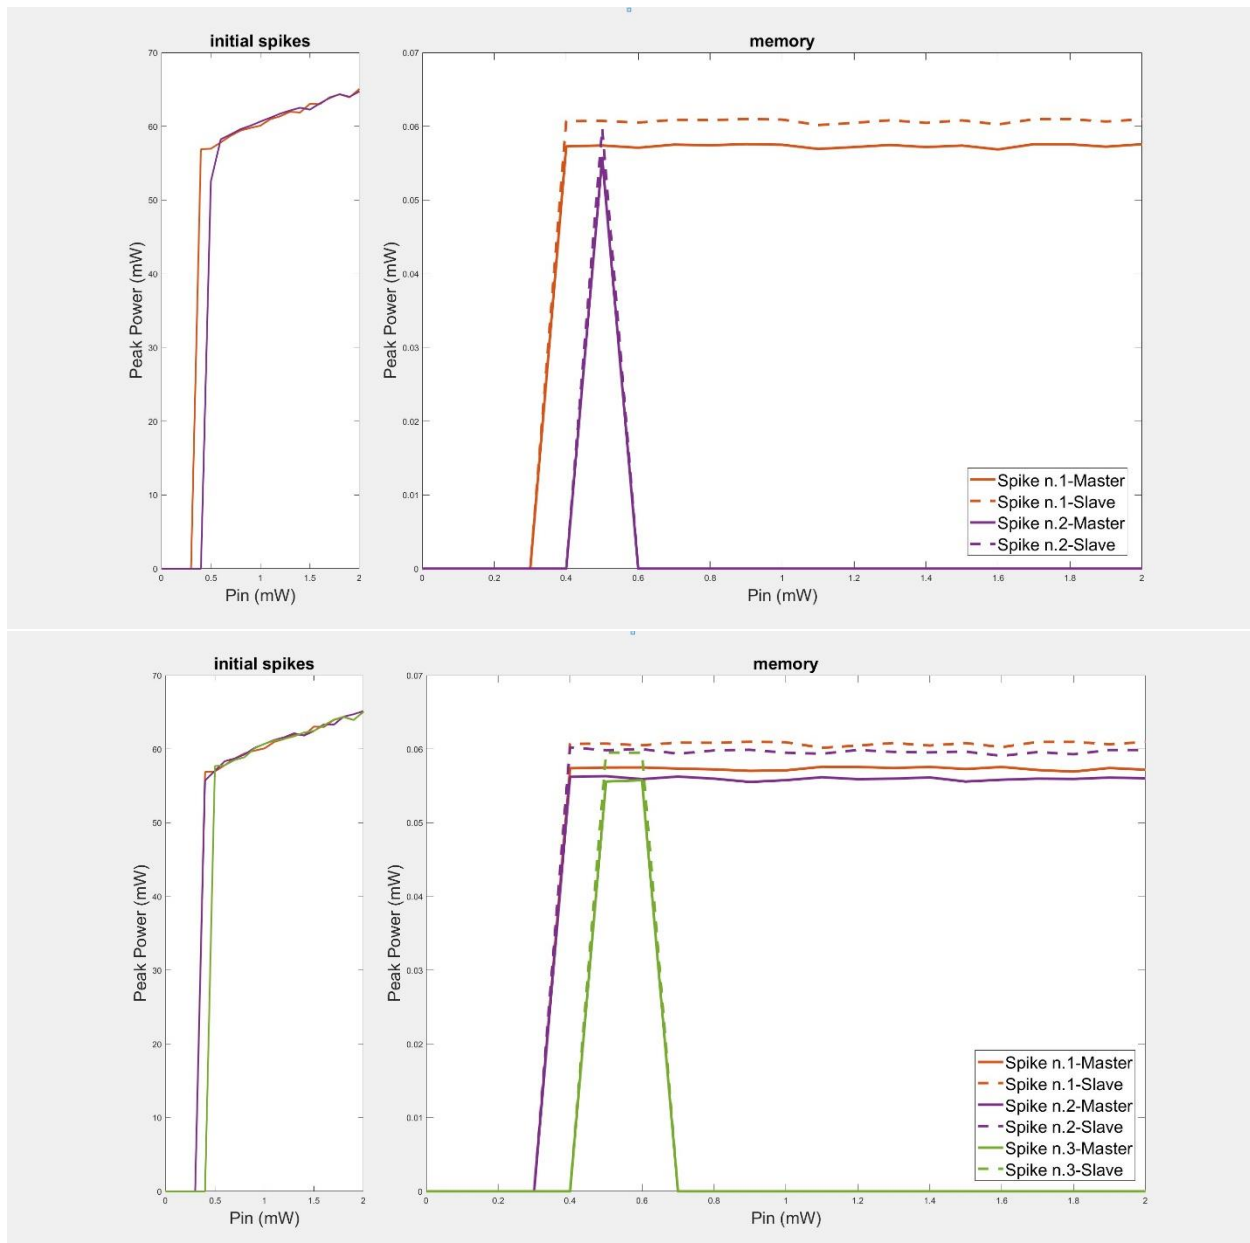 initial spikes
memory
70
60
50
40
30
20
10
0
Peak Power (mW)
0
0.5
1
1.5
2
Pin (mW)
0.07
0.06
0.05
0.04
0.03
0.02
0.01
0
Peak Power (mW)
0
0.2
0.4
0.6
0.8
1
1.2
1.4
1.6
1.8
2
Pin (mW)
Spike n.1-Master
Spike n.1-Slave
Spike n.2-Master
Spike n.2-Slave
initial spikes
memory
70
60
50
40
30
20
10
0
Peak Power (mW)
0
0.5
1
1.5
2
Pin (mW)
0.07
0.06
0.05
0.04
0.03
0.02
0.01
0
Peak Power (mW)
0
0.2
0.4
0.6
0.8
1
1.2
1.4
1.6
1.8
2
Pin (mW)
Spike n.1-Master
Spike n.1-Slave
Spike n.2-Master
Spike n.2-Slave
Spike n.3-Master
Spike n.3-Slave